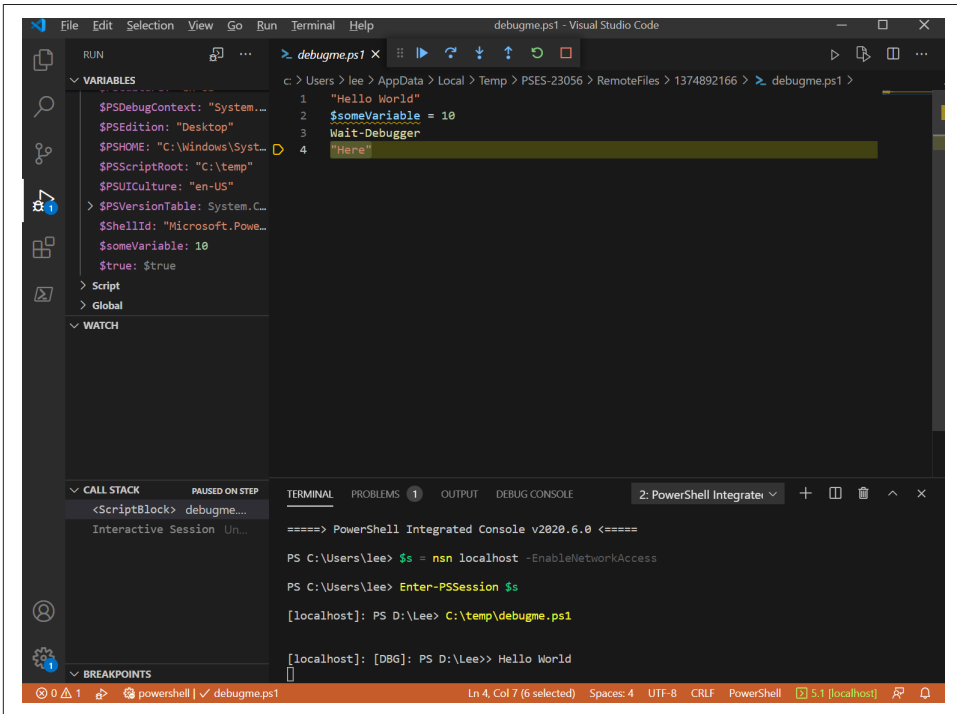 File Edit Selection View Go Run Terminal Help debugme.ps1 - Visual Studio Code
RUN
debugme.ps1
VARIABLES
$PSDebugContext: "System....
$PSEdition: "Desktop"
$PSHOME: "C:\Windows\Syst...
$PSScriptRoot: "C:\temp"
$PSUICulture: "en-US"
$PSVersionTable: System.C...
$ShellId: "Microsoft.Powe...
$someVariable: 10
$true: $true
Script
Global
WATCH
CALL STACK PAUSED ON STEP
<ScriptBlock> debugme....
Interactive Session Un...
BREAKPOINTS
c: > Users > lee > AppData > Local > Temp > PSES-23056 > RemoteFiles > 1374892166 > debugme.ps1 >
1 "Hello World"
2 $someVariable = 10
3 Wait-Debugger
4 "Here"
TERMINAL PROBLEMS 1 OUTPUT DEBUG CONSOLE 2: PowerShell Integrate
=====> PowerShell Integrated Console v2020.6.0 <=====
PS C:\Users\lee> $s = nsn localhost -EnableNetworkAccess
PS C:\Users\lee> Enter-PSSession $s
[localhost]: PS D:\Lee> C:\temp\debugme.ps1
[localhost]: [DBG]: PS D:\Lee>> Hello World
1
1
0 1 powershell | ✓ debugme.ps1 Ln 4, Col 7 (6 selected) Spaces: 4 UTF-8 CRLF PowerShell 5.1 [localhost]